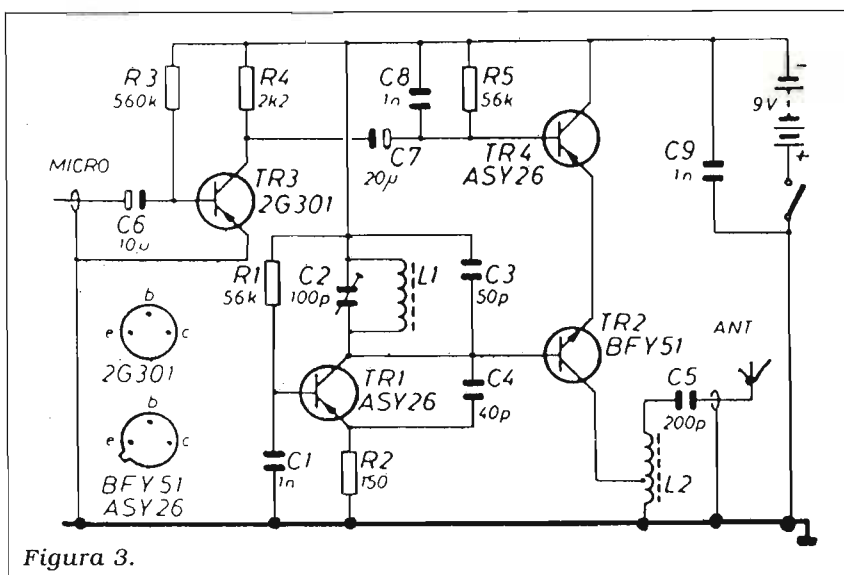 R3
560k
R4
2k2
C8
1n
R5
56k
9V
-
+
MICRO
C6
10µ
TR3
2G301
C7
20µ
TR4
ASY26
C9
1n
R1
56k
C2
100p
L1
C3
50p
TR2
BFY51
ANT
b
e
c
2G301
TR1
ASY26
C4
40p
C5
200p
b
e
c
BFY51
ASY26
C1
1n
R2
150
L2
Figura 3.